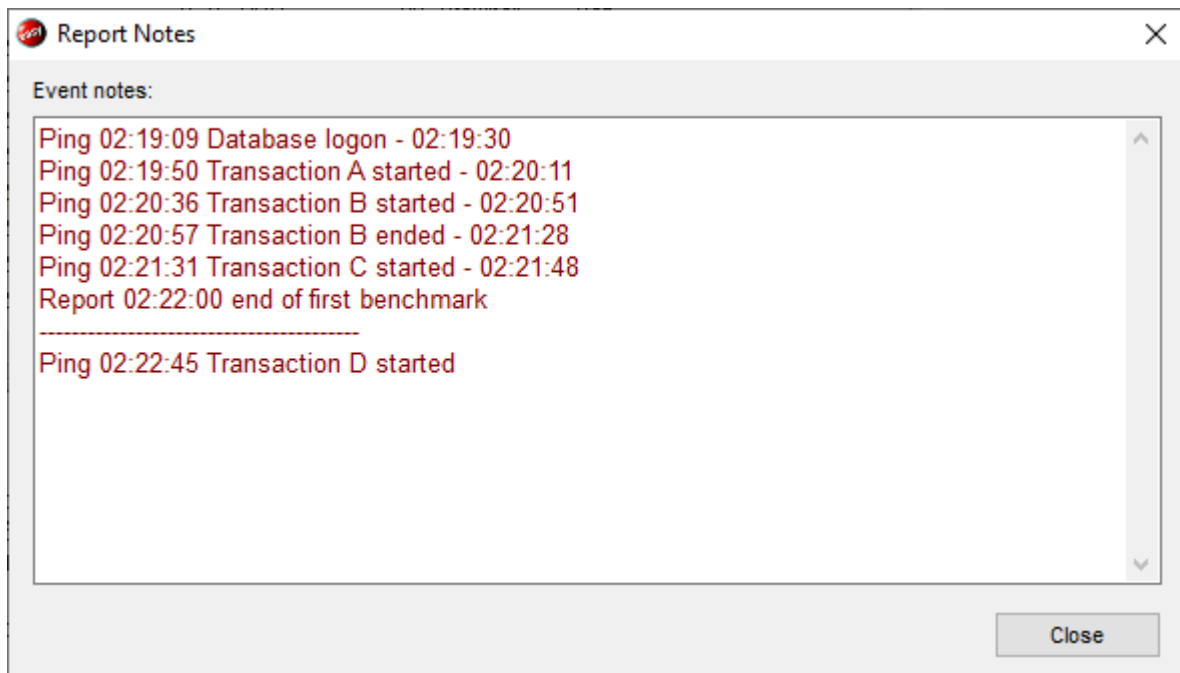 Report Notes
Event notes:
Ping 02:19:09 Database logon - 02:19:30
Ping 02:19:50 Transaction A started - 02:20:11
Ping 02:20:36 Transaction B started - 02:20:51
Ping 02:20:57 Transaction B ended - 02:21:28
Ping 02:21:31 Transaction C started - 02:21:48
Report 02:22:00 end of first benchmark
----------------------------------------
Ping 02:22:45 Transaction D started
Close